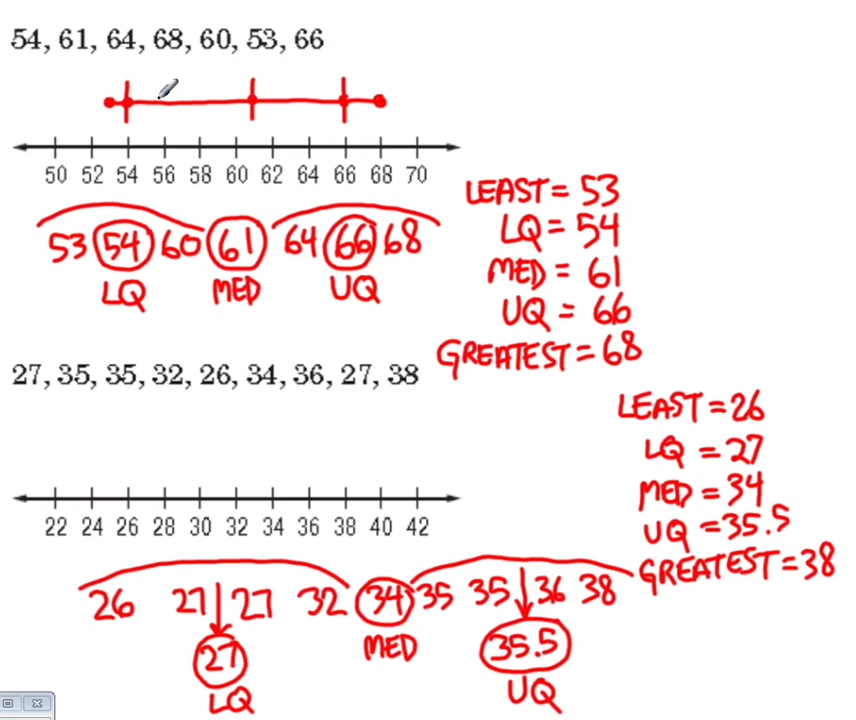 54, 61, 64, 68, 60, 53, 66
50 52 54 56 58 60 62 64 66 68 70
53 54 60 61 64 66 68
LQ MED UQ
LEAST = 53
LQ = 54
MED = 61
UQ = 66
GREATEST = 68
27, 35, 35, 32, 26, 34, 36, 27, 38
22 24 26 28 30 32 34 36 38 40 42
LEAST = 26
LQ = 27
MED = 34
UQ = 35.5
GREATEST = 38
26 27 27 32 34 35 35 36 38
27 MED 35.5
LQ UQ